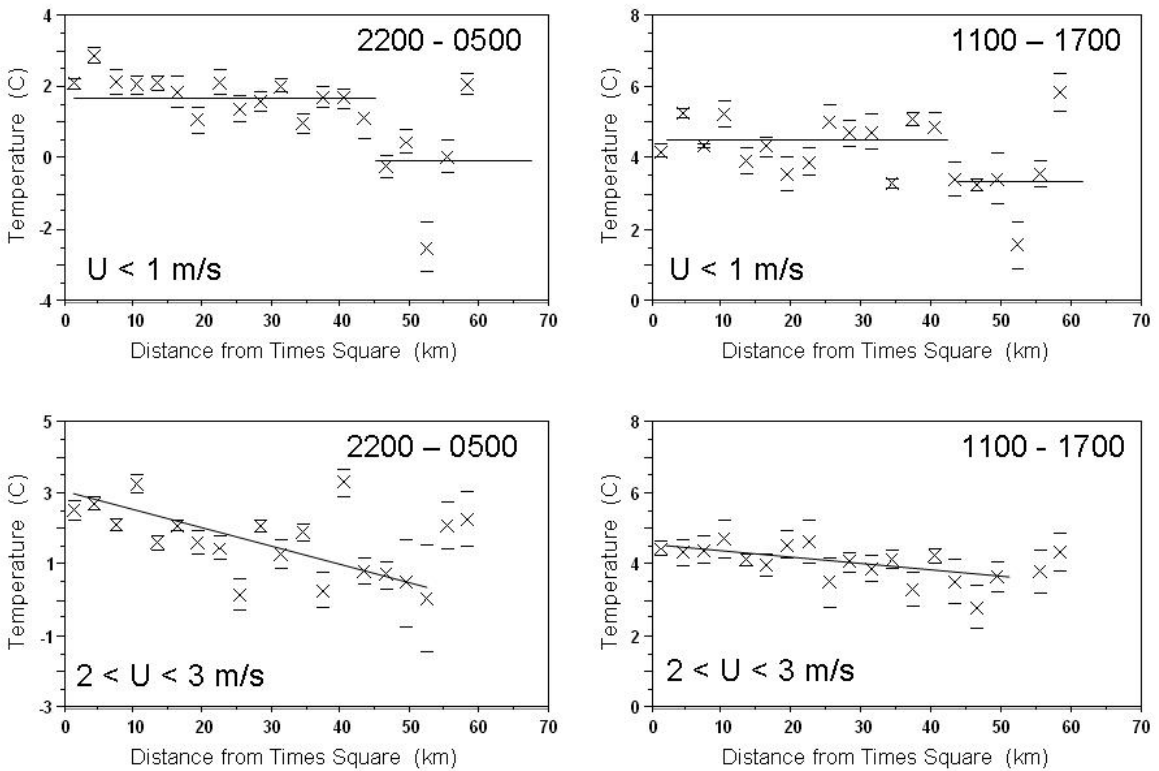 2200 - 0500
4
2
0
-2
-4
Temperature (C)
U < 1 m/s
0 10 20 30 40 50 60 70
Distance from Times Square (km)
1100 – 1700
8
6
4
2
0
Temperature (C)
U < 1 m/s
0 10 20 30 40 50 60 70
Distance from Times Square (km)
2200 – 0500
5
3
1
-1
-3
Temperature (C)
2 < U < 3 m/s
0 10 20 30 40 50 60 70
Distance from Times Square (km)
1100 - 1700
8
6
4
2
0
Temperature (C)
2 < U < 3 m/s
0 10 20 30 40 50 60 70
Distance from Times Square (km)